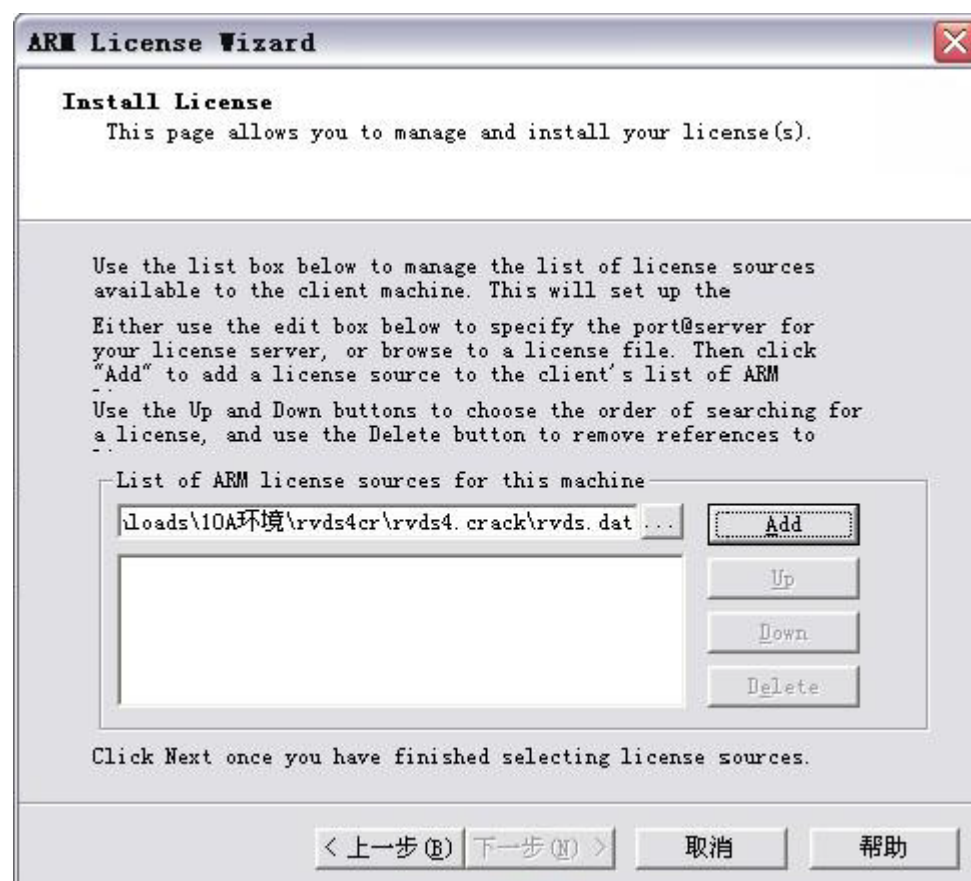 ARM License Wizard
Install License
This page allows you to manage and install your license(s).
Use the list box below to manage the list of license sources
available to the client machine. This will set up the
Either use the edit box below to specify the port@server for
your license server, or browse to a license file. Then click
"Add" to add a license source to the client's list of ARM
Use the Up and Down buttons to choose the order of searching for
a license, and use the Delete button to remove references to
List of ARM license sources for this machine
loads\10A环境\rvds4cr\rvds4.crack\rvds.dat ... Add
Up
Down
Delete
Click Next once you have finished selecting license sources.
< 上一步(B) 下一步(N) > 取消 帮助